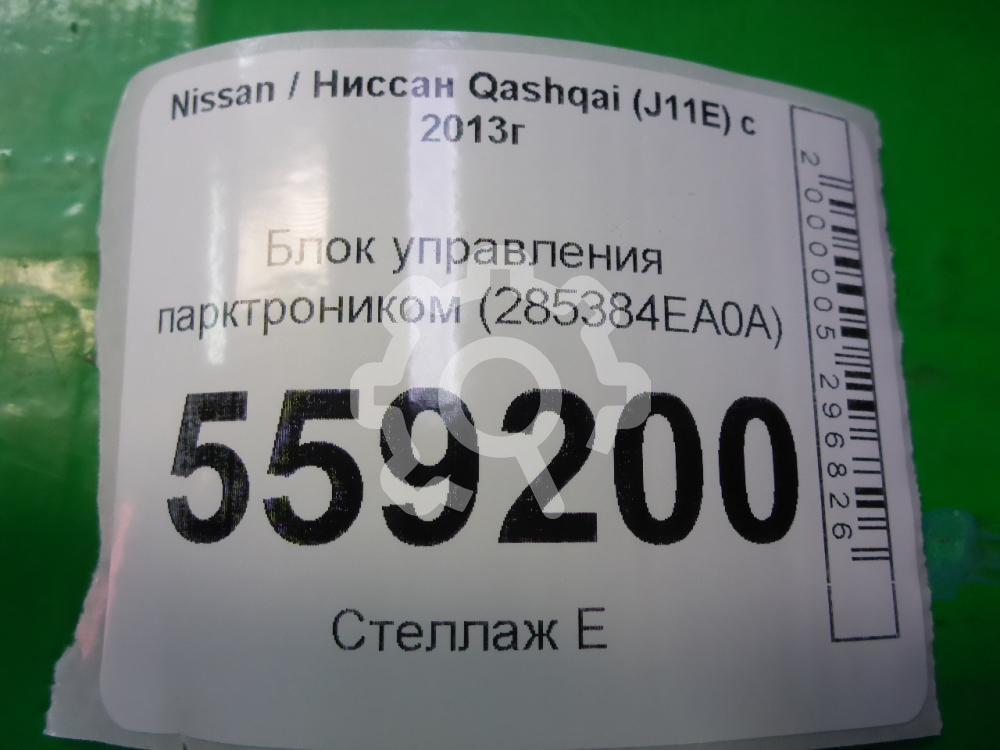 Nissan / Ниссан Qashqai (J11E) с
2013г
Блок управления
парктроником (285384EA0A)
559200
Стеллаж E
2000005296826